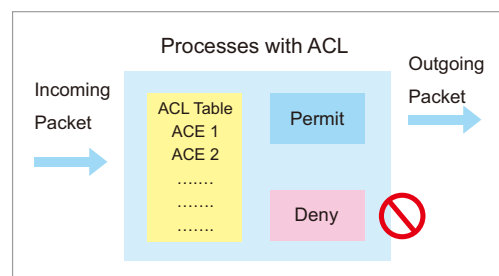 Processes with ACL
Incoming
Packet
ACL Table
ACE 1
ACE 2
.......
.......
.......
Permit
Deny
Outgoing
Packet